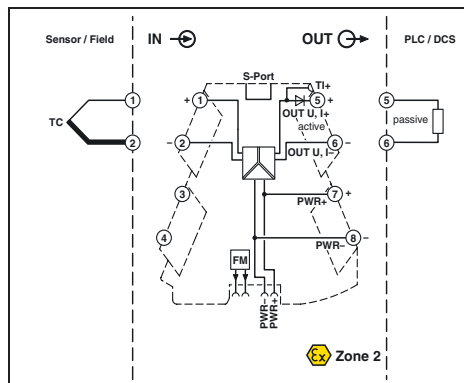 Sensor / Field
IN
OUT
PLC / DCS
S-Port
TI+
1
+ 1
5 +
5
OUT U, I+
active
TC
passive
2
− 2
OUT U, I−
6 −
6
3
7 +
PWR+
4
8 −
PWR−
FM
PWR−
PWR+
Ex Zone 2